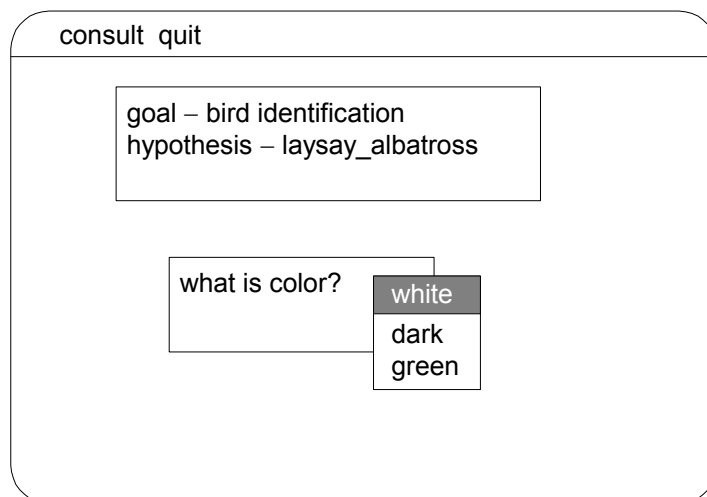 consult quit
goal – bird identification
hypothesis – laysay_albatross
what is color?
white
dark
green